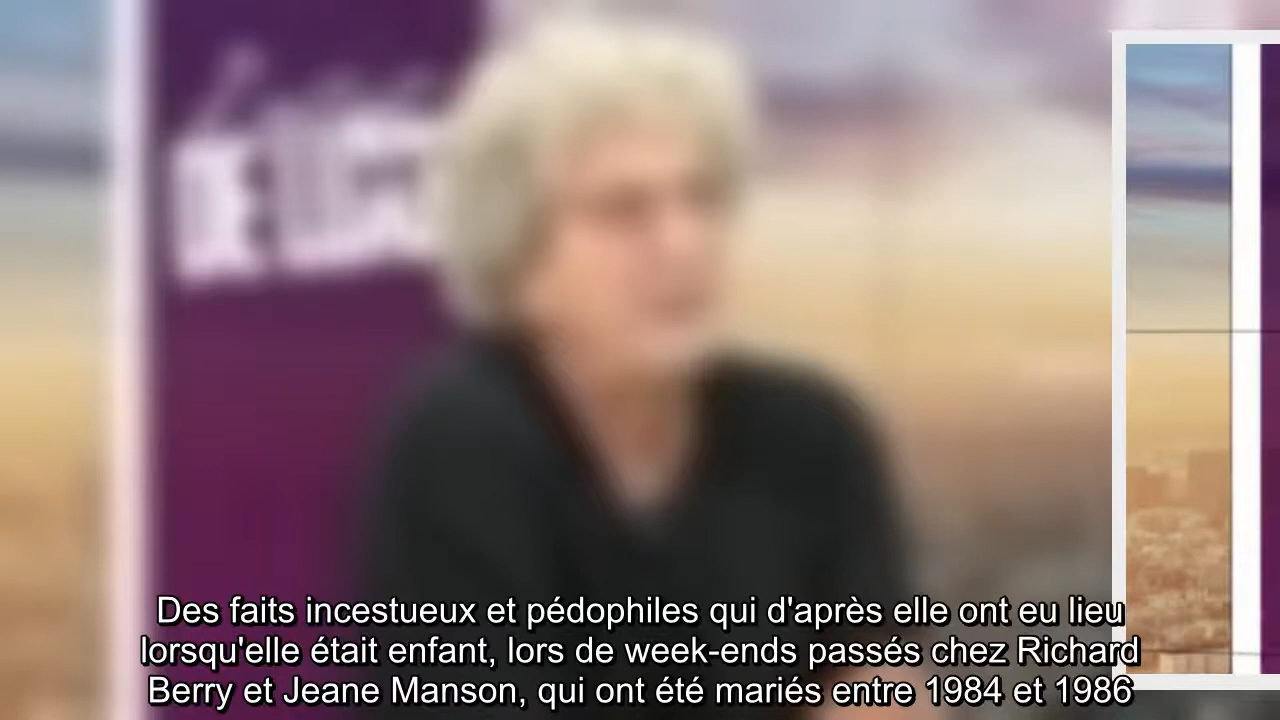 Des faits incestueux et pédophiles qui d'après elle ont eu lieu
lorsqu'elle était enfant, lors de week-ends passés chez Richard
Berry et Jeane Manson, qui ont été mariés entre 1984 et 1986